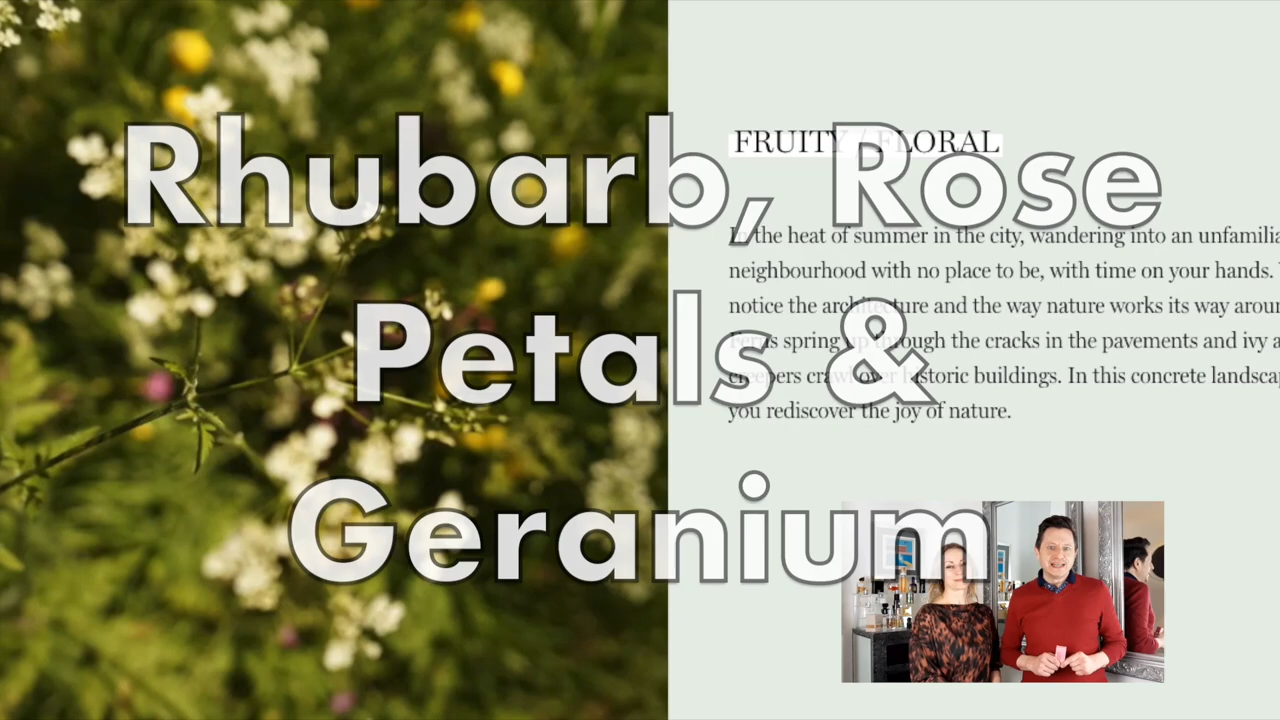 Rhubarb, Rose
Petals &
Geranium
FRUITY / FLORAL
In the heat of summer in the city, wandering into an
neighbourhood with no place to be, with time on your hands.
notice the architecture and the way nature works its way
Ferns spring up through the cracks in the pavements and ivy
creepers crawl over historic buildings. In this concrete
you rediscover the joy of nature.